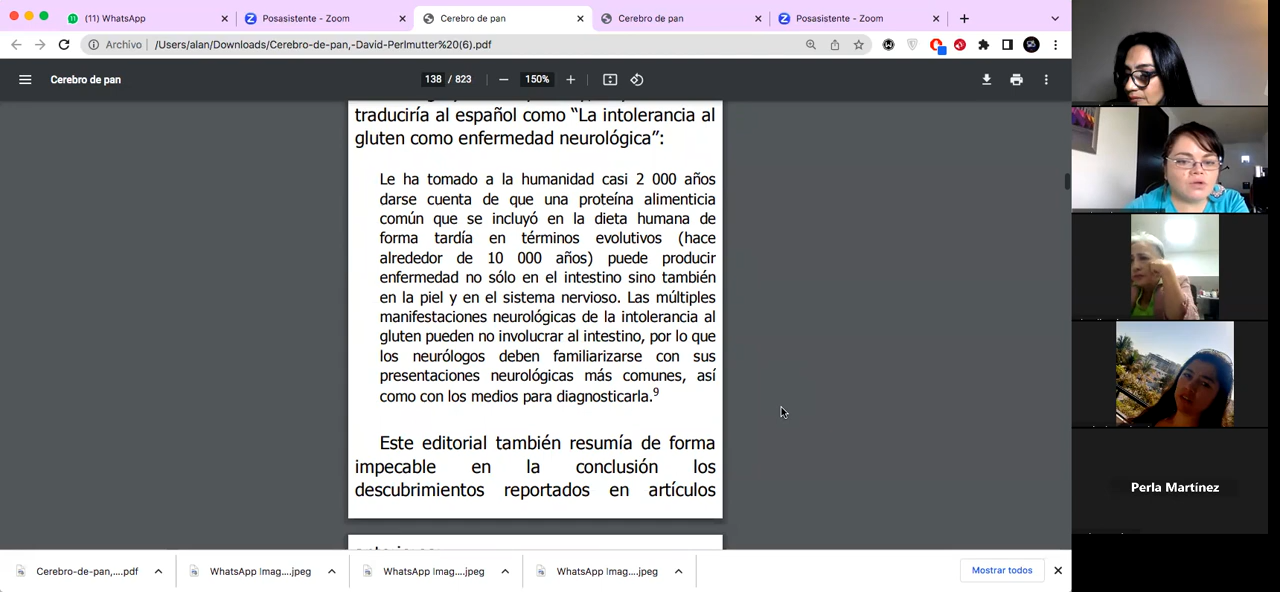 (11) WhatsApp
Posasistente - Zoom
Cerebro de pan
Cerebro de pan
Posasistente - Zoom
Archivo /Users/alan/Downloads/Cerebro-de-pan,-David-Perlmutter%20(6).pdf
Cerebro de pan
138 / 823
150%
traduciría al español como “La intolerancia al
gluten como enfermedad neurológica”:
Le ha tomado a la humanidad casi 2 000 años
darse cuenta de que una proteína alimenticia
común que se incluyó en la dieta humana de
forma tardía en términos evolutivos (hace
alrededor de 10 000 años) puede producir
enfermedad no sólo en el intestino sino también
en la piel y en el sistema nervioso. Las múltiples
manifestaciones neurológicas de la intolerancia al
gluten pueden no involucrar al intestino, por lo que
los neurólogos deben familiarizarse con sus
presentaciones neurológicas más comunes, así
como con los medios para diagnosticarla.9
Este editorial también resumía de forma
impecable en la conclusión los
descubrimientos reportados en artículos
Perla Martínez
Cerebro-de-pan,....pdf
WhatsApp Imag....jpeg
WhatsApp Imag....jpeg
WhatsApp Imag....jpeg
Mostrar todos